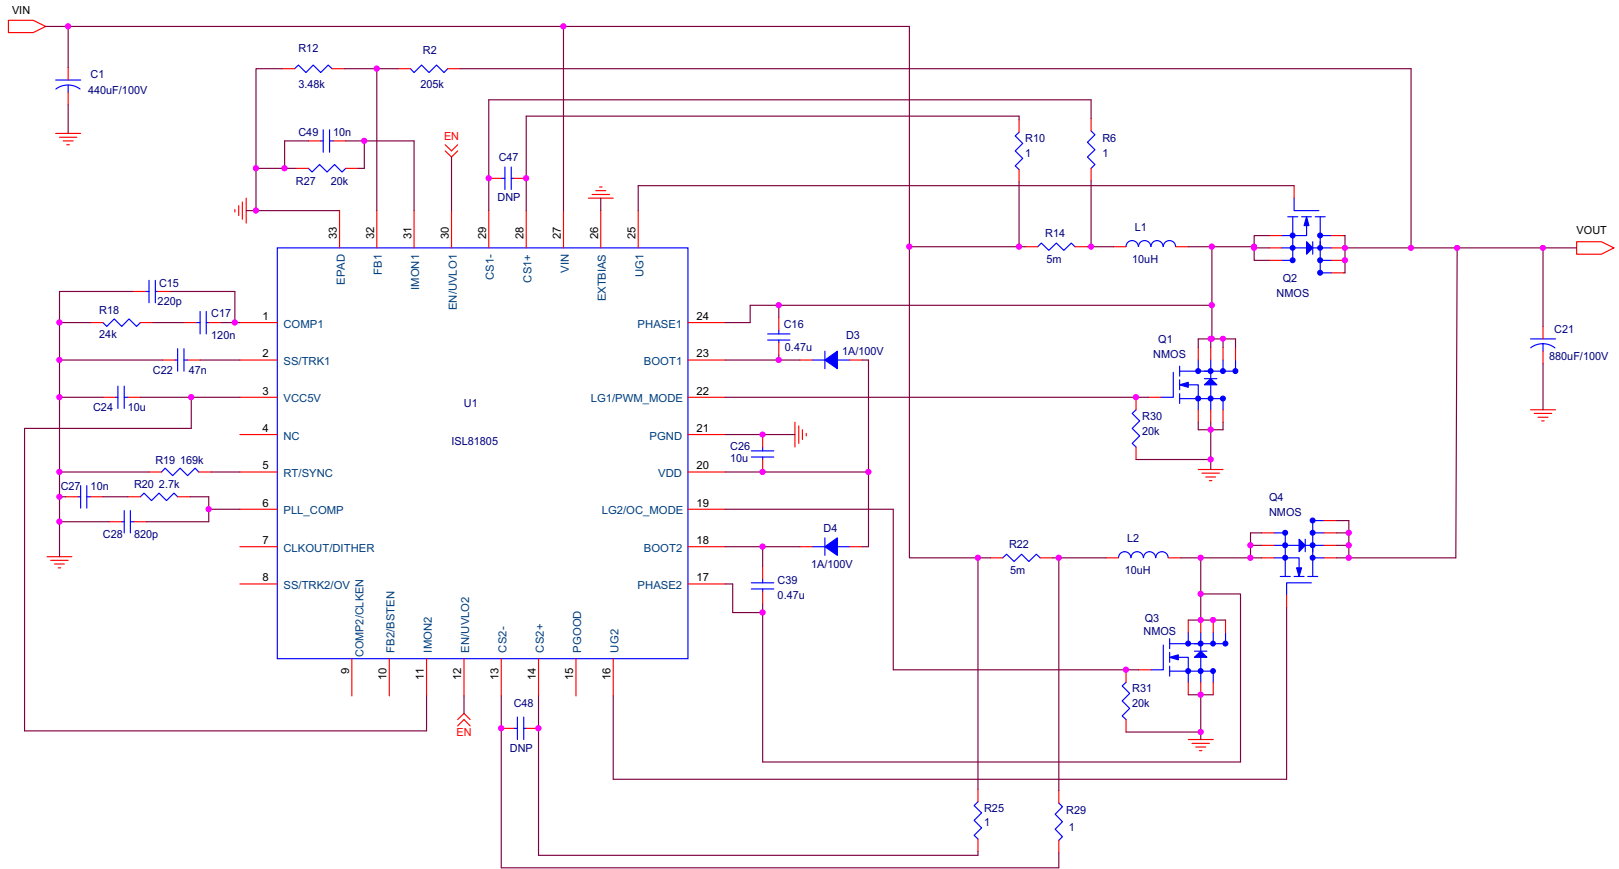 VIN
C1
440uF/100V
R12
3.48k
R2
205k
C49
10n
R27
20k
EN
C47
DNP
R10
1
R6
1
33
32
31
30
29
28
27
26
25
EPAD
FB1
IMON1
EN/UVLO1
CS1-
CS1+
VIN
EXTBIAS
UG1
R14
5m
L1
10uH
Q2
NMOS
VOUT
C21
880uF/100V
C15
220p
R18
24k
C17
120n
C22
47n
C24
10u
R19
169k
C27
10n
R20
2.7k
C28
820p
1
COMP1
2
SS/TRK1
3
VCC5V
4
NC
5
RT/SYNC
6
PLL_COMP
7
CLKOUT/DITHER
8
SS/TRK2/OV
U1
ISL81805
24
PHASE1
23
BOOT1
22
LG1/PWM_MODE
21
PGND
20
VDD
19
LG2/OC_MODE
18
BOOT2
17
PHASE2
C16
0.47u
D3
1A/100V
C26
10u
D4
1A/100V
C39
0.47u
Q1
NMOS
R30
20k
Q4
NMOS
R22
5m
L2
10uH
Q3
NMOS
R31
20k
COMP2/CLKEN
FB2/BSTEN
IMON2
EN/UVLO2
CS2-
CS2+
PGOOD
UG2
9
10
11
12
13
14
15
16
EN
C48
DNP
R25
1
R29
1